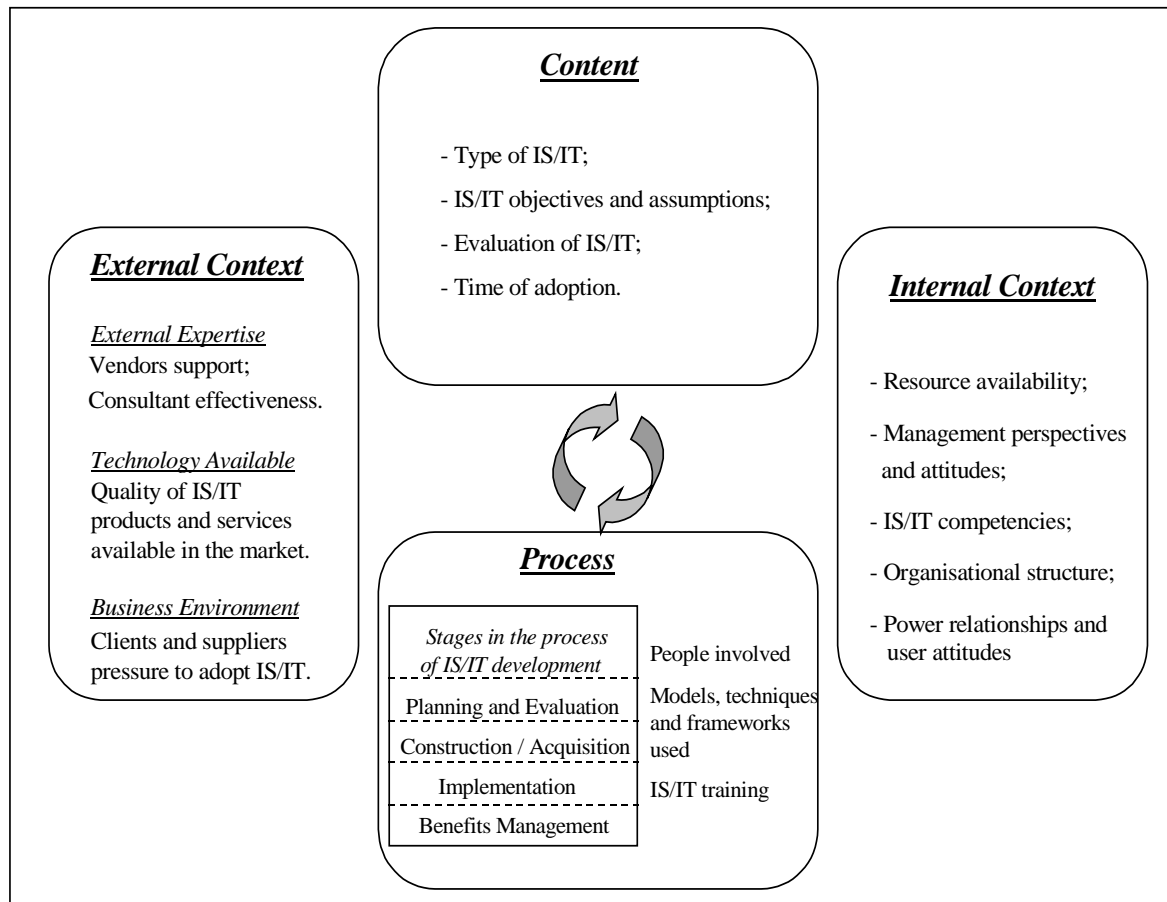 Content
- Type of IS/IT;
- IS/IT objectives and assumptions;
- Evaluation of IS/IT;
- Time of adoption.
External Context
External Expertise
Vendors support;
Consultant effectiveness.
Technology Available
Quality of IS/IT
products and services
available in the market.
Business Environment
Clients and suppliers
pressure to adopt IS/IT.
Internal Context
- Resource availability;
- Management perspectives
and attitudes;
- IS/IT competencies;
- Organisational structure;
- Power relationships and
user attitudes
Process
Stages in the process
of IS/IT development
Planning and Evaluation
Construction / Acquisition
Implementation
Benefits Management
People involved
Models, techniques
and frameworks
used
IS/IT training